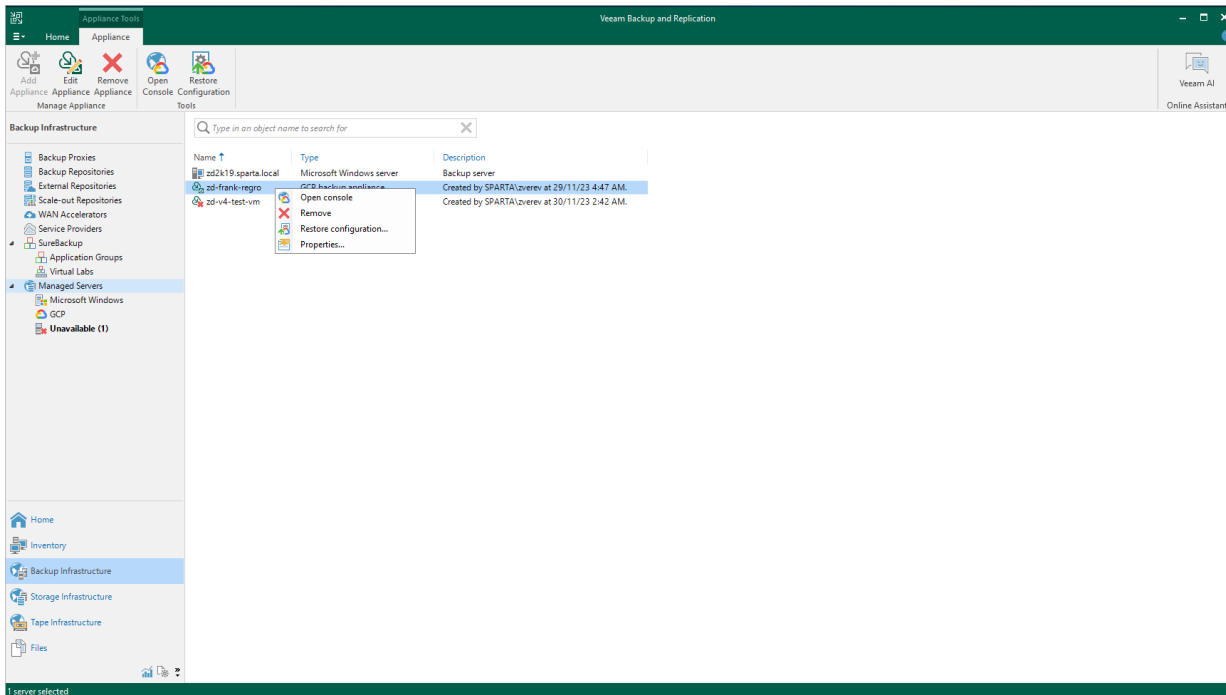 Appliance Tools
Veeam Backup and Replication
Home
Appliance
Add Appliance
Edit Appliance
Remove Appliance
Open Console
Restore Configuration
Manage Appliance
Tools
Veeam AI
Online Assistant
Backup Infrastructure
Type in an object name to search for
Backup Proxies
Backup Repositories
External Repositories
Scale-out Repositories
WAN Accelerators
Service Providers
SureBackup
Application Groups
Virtual Labs
Managed Servers
Microsoft Windows
GCP
Unavailable (1)
Name Type Description
zd2k19.sparta.local Microsoft Windows server Backup server
zd-frank-regro GCP backup appliance Created by SPARTA\zverev at 29/11/23 4:47 AM.
zd-v4-test-vm Created by SPARTA\zverev at 30/11/23 2:42 AM.
Open console
Remove
Restore configuration...
Properties...
Home
Inventory
Backup Infrastructure
Storage Infrastructure
Tape Infrastructure
Files
1 server selected